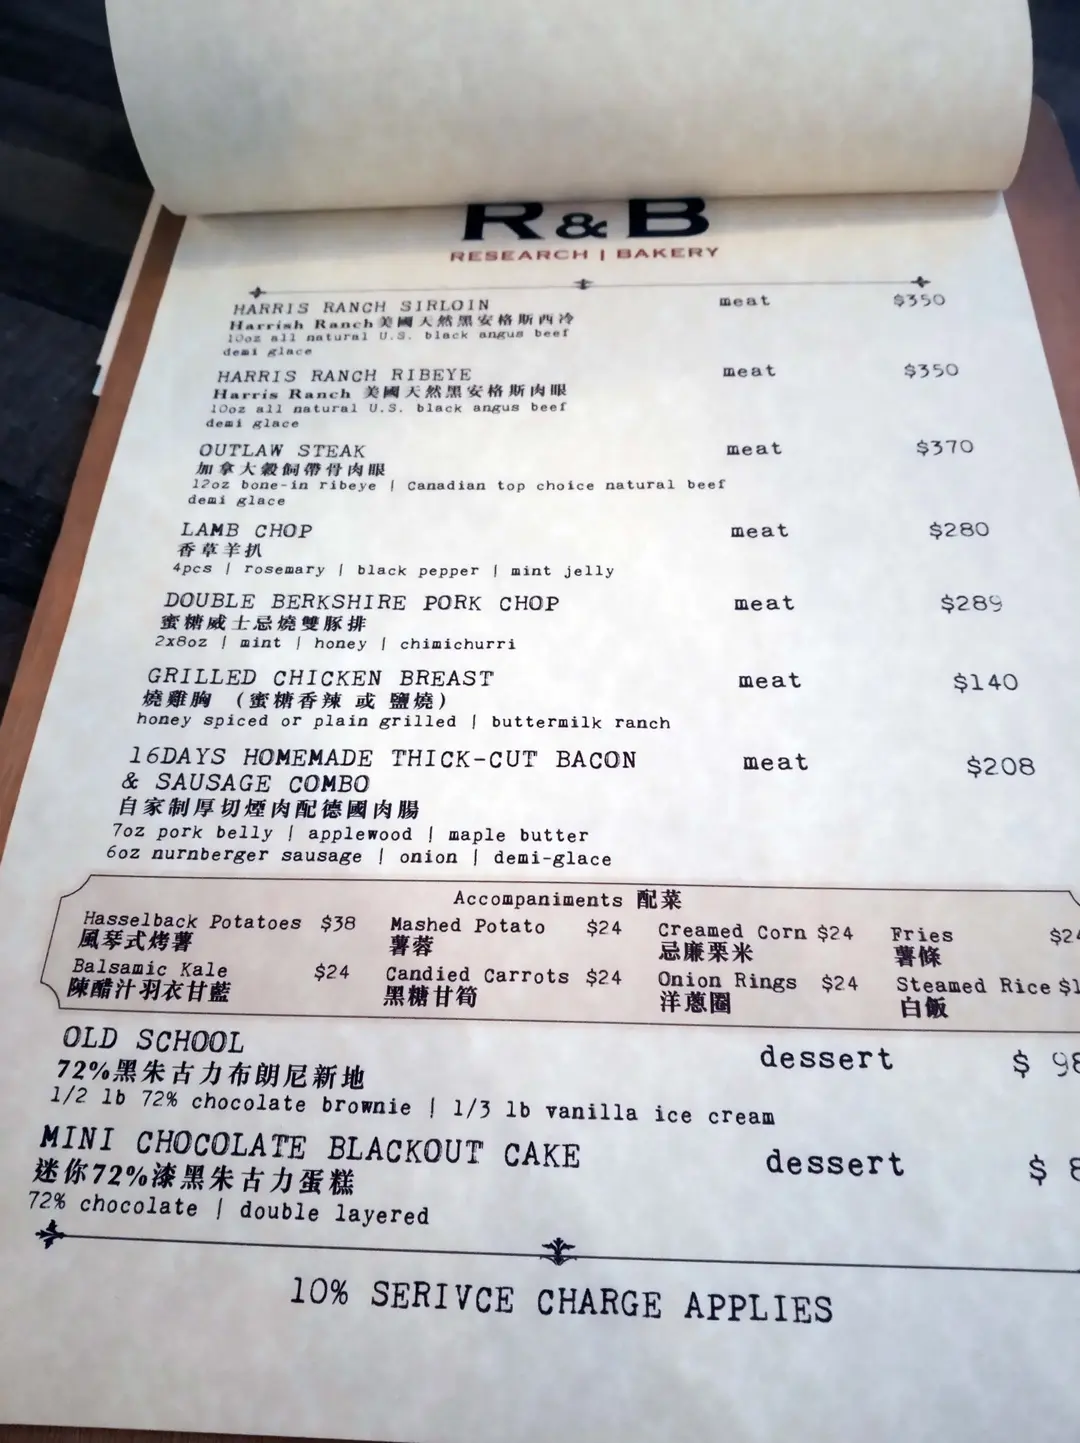 R&B
RESEARCH | BAKERY
HARRIS RANCH SIRLOIN meat $350
Harrish Ranch美國天然黑安格斯西冷
10oz all natural U.S. black angus beef
demi glace
HARRIS RANCH RIBEYE meat $350
Harris Ranch 美國天然黑安格斯肉眼
10oz all natural U.S. black angus beef
demi glace
OUTLAW STEAK meat $370
加拿大穀飼帶骨肉眼
12oz bone-in ribeye | Canadian top choice natural beef
demi glace
LAMB CHOP meat $280
香草羊扒
4pcs | rosemary | black pepper | mint jelly
DOUBLE BERKSHIRE PORK CHOP meat $289
蜜糖威士忌燒雙豚排
2x8oz | mint | honey | chimichurri
GRILLED CHICKEN BREAST meat $140
燒雞胸 (蜜糖香辣 或 鹽燒)
honey spiced or plain grilled | buttermilk ranch
16DAYS HOMEMADE THICK-CUT BACON meat $208
& SAUSAGE COMBO
自家制厚切煙肉配德國肉腸
7oz pork belly | applewood | maple butter
6oz nurnberger sausage | onion | demi-glace
Accompaniments 配菜
Hasselback Potatoes $38 Mashed Potato $24 Creamed Corn $24 Fries $24
風琴式烤薯 薯蓉 忌廉粟米 薯條
Balsamic Kale $24 Candied Carrots $24 Onion Rings $24 Steamed Rice
陳醋汁羽衣甘藍 黑糖甘筍 洋蔥圈 白飯
OLD SCHOOL dessert $ 98
72%黑朱古力布朗尼新地
1/2 lb 72% chocolate brownie | 1/3 lb vanilla ice cream
MINI CHOCOLATE BLACKOUT CAKE dessert $
迷你72%漆黑朱古力蛋糕
72% chocolate | double layered
10% SERIVCE CHARGE APPLIES